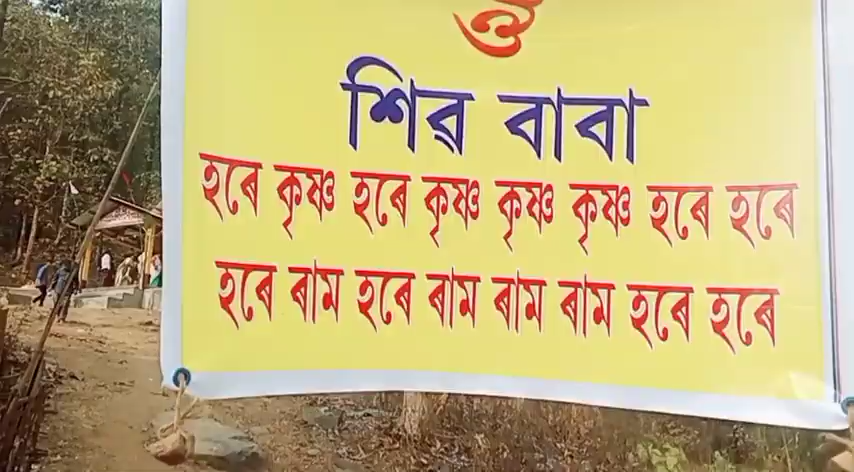 শিৱ বাবা
হৰে কৃষ্ণ হৰে কৃষ্ণ কৃষ্ণ কৃষ্ণ হৰে হৰে
হৰে ৰাম হৰে ৰাম ৰাম ৰাম হৰে হৰে